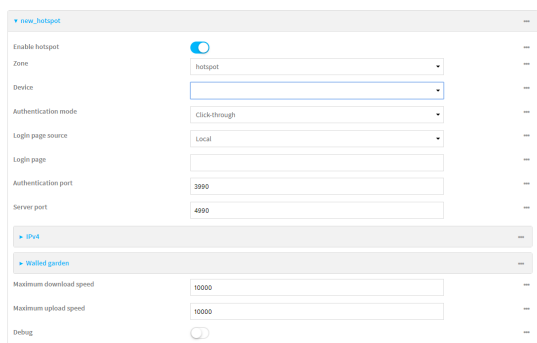 new_hotspot
Enable hotspot
Zone
hotspot
Device
Authentication mode
Click-through
Login page source
Local
Login page
Authentication port
3990
Server port
4990
IPv4
Walled garden
Maximum download speed
10000
Maximum upload speed
10000
Debug